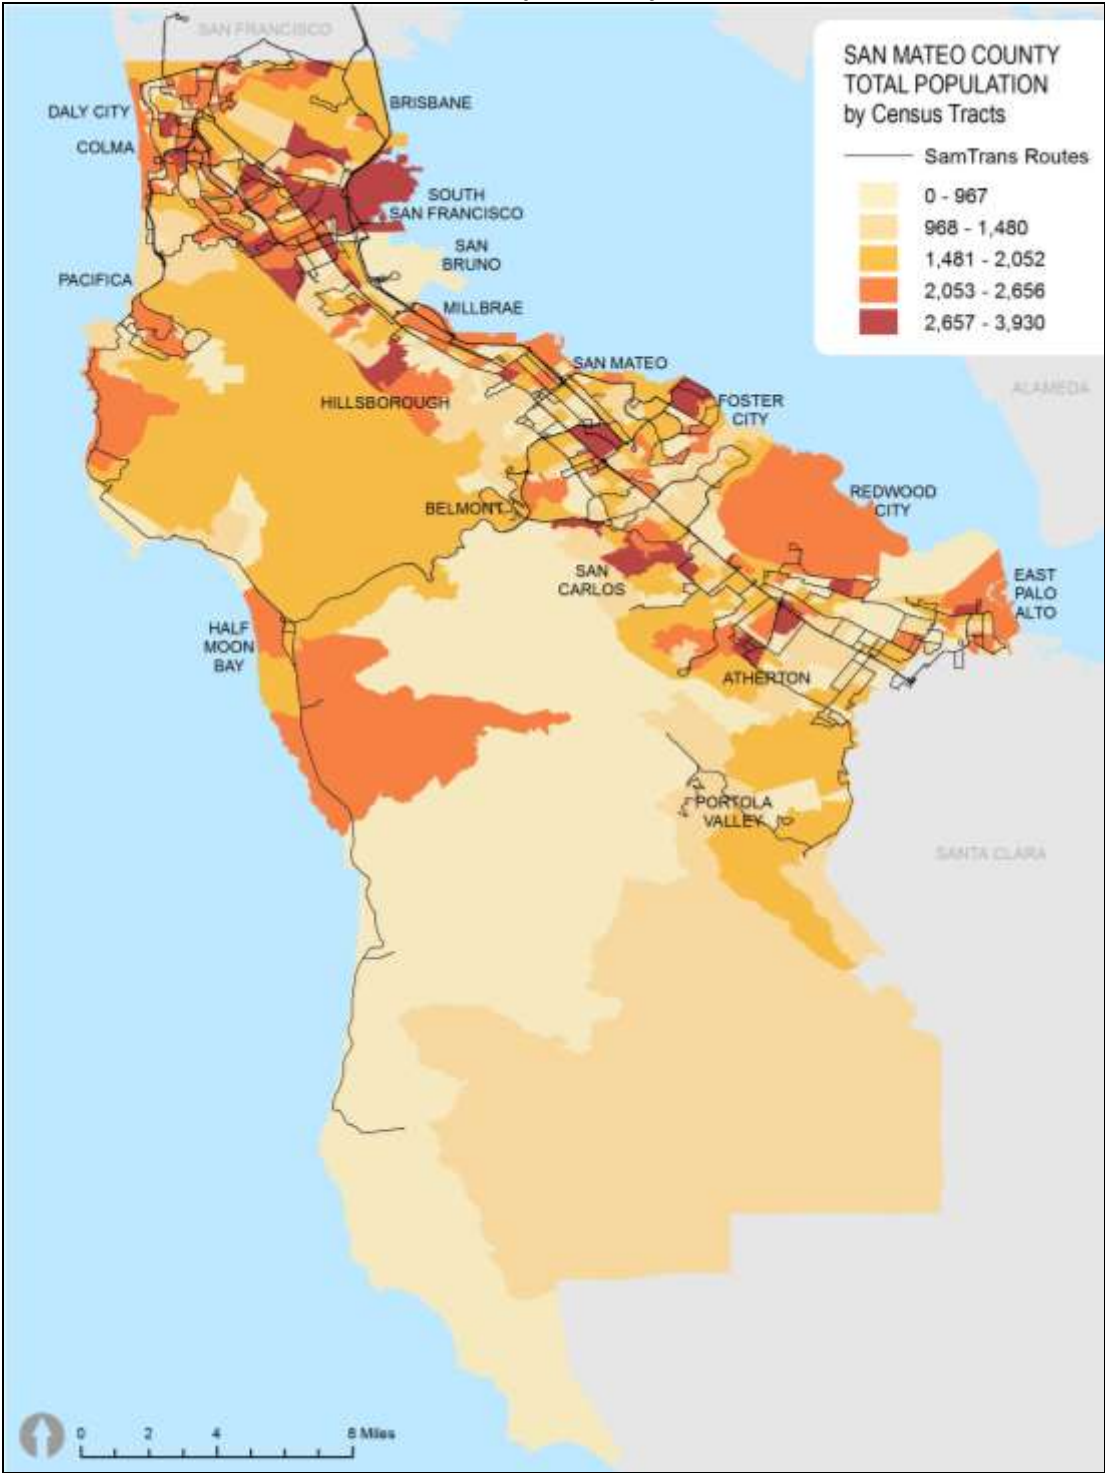 SAN FRANCISCO
SAN MATEO COUNTY
TOTAL POPULATION
by Census Tracts
SamTrans Routes
0 - 967
968 - 1,480
1,481 - 2,052
2,053 - 2,656
2,657 - 3,930
DALY CITY
BRISBANE
COLMA
SOUTH
SAN FRANCISCO
SAN
BRUNO
PACIFICA
MILLBRAE
SAN MATEO
ALAMEDA
HILLSBOROUGH
FOSTER
CITY
REDWOOD
CITY
BELMONT
SAN
CARLOS
EAST
PALO
ALTO
HALF
MOON
BAY
ATHERTON
PORTOLA
VALLEY
SANTA CLARA
0 2 4 8 Miles